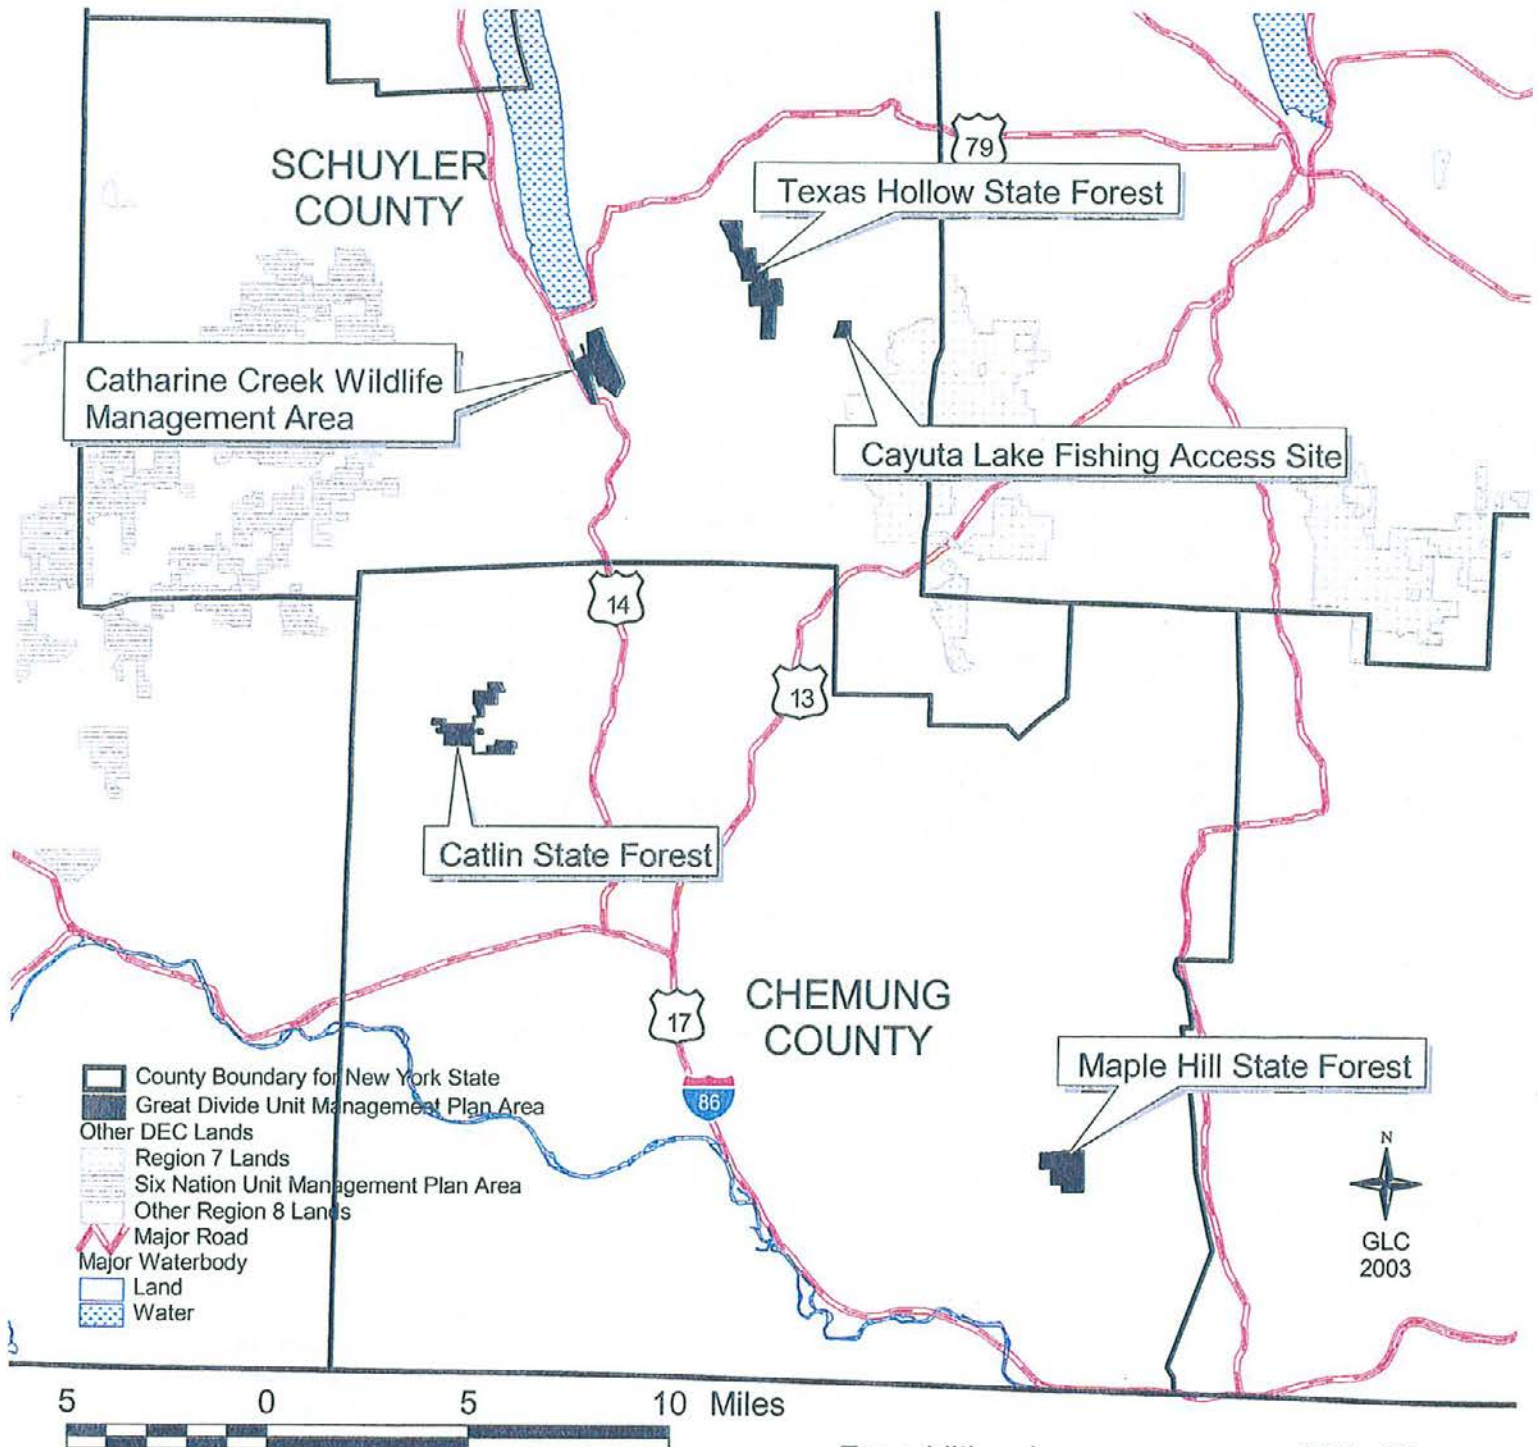 79
SCHUYLER
COUNTY
Texas Hollow State Forest
Catharine Creek Wildlife
Management Area
Cayuta Lake Fishing Access Site
14
13
Catlin State Forest
17
CHEMUNG
COUNTY
86
Maple Hill State Forest
County Boundary for New York State
Great Divide Unit Management Plan Area
Other DEC Lands
Region 7 Lands
Six Nation Unit Management Plan Area
Other Region 8 Lands
Major Road
Major Waterbody
Land
Water
N
GLC
2003
5 0 5 10 Miles